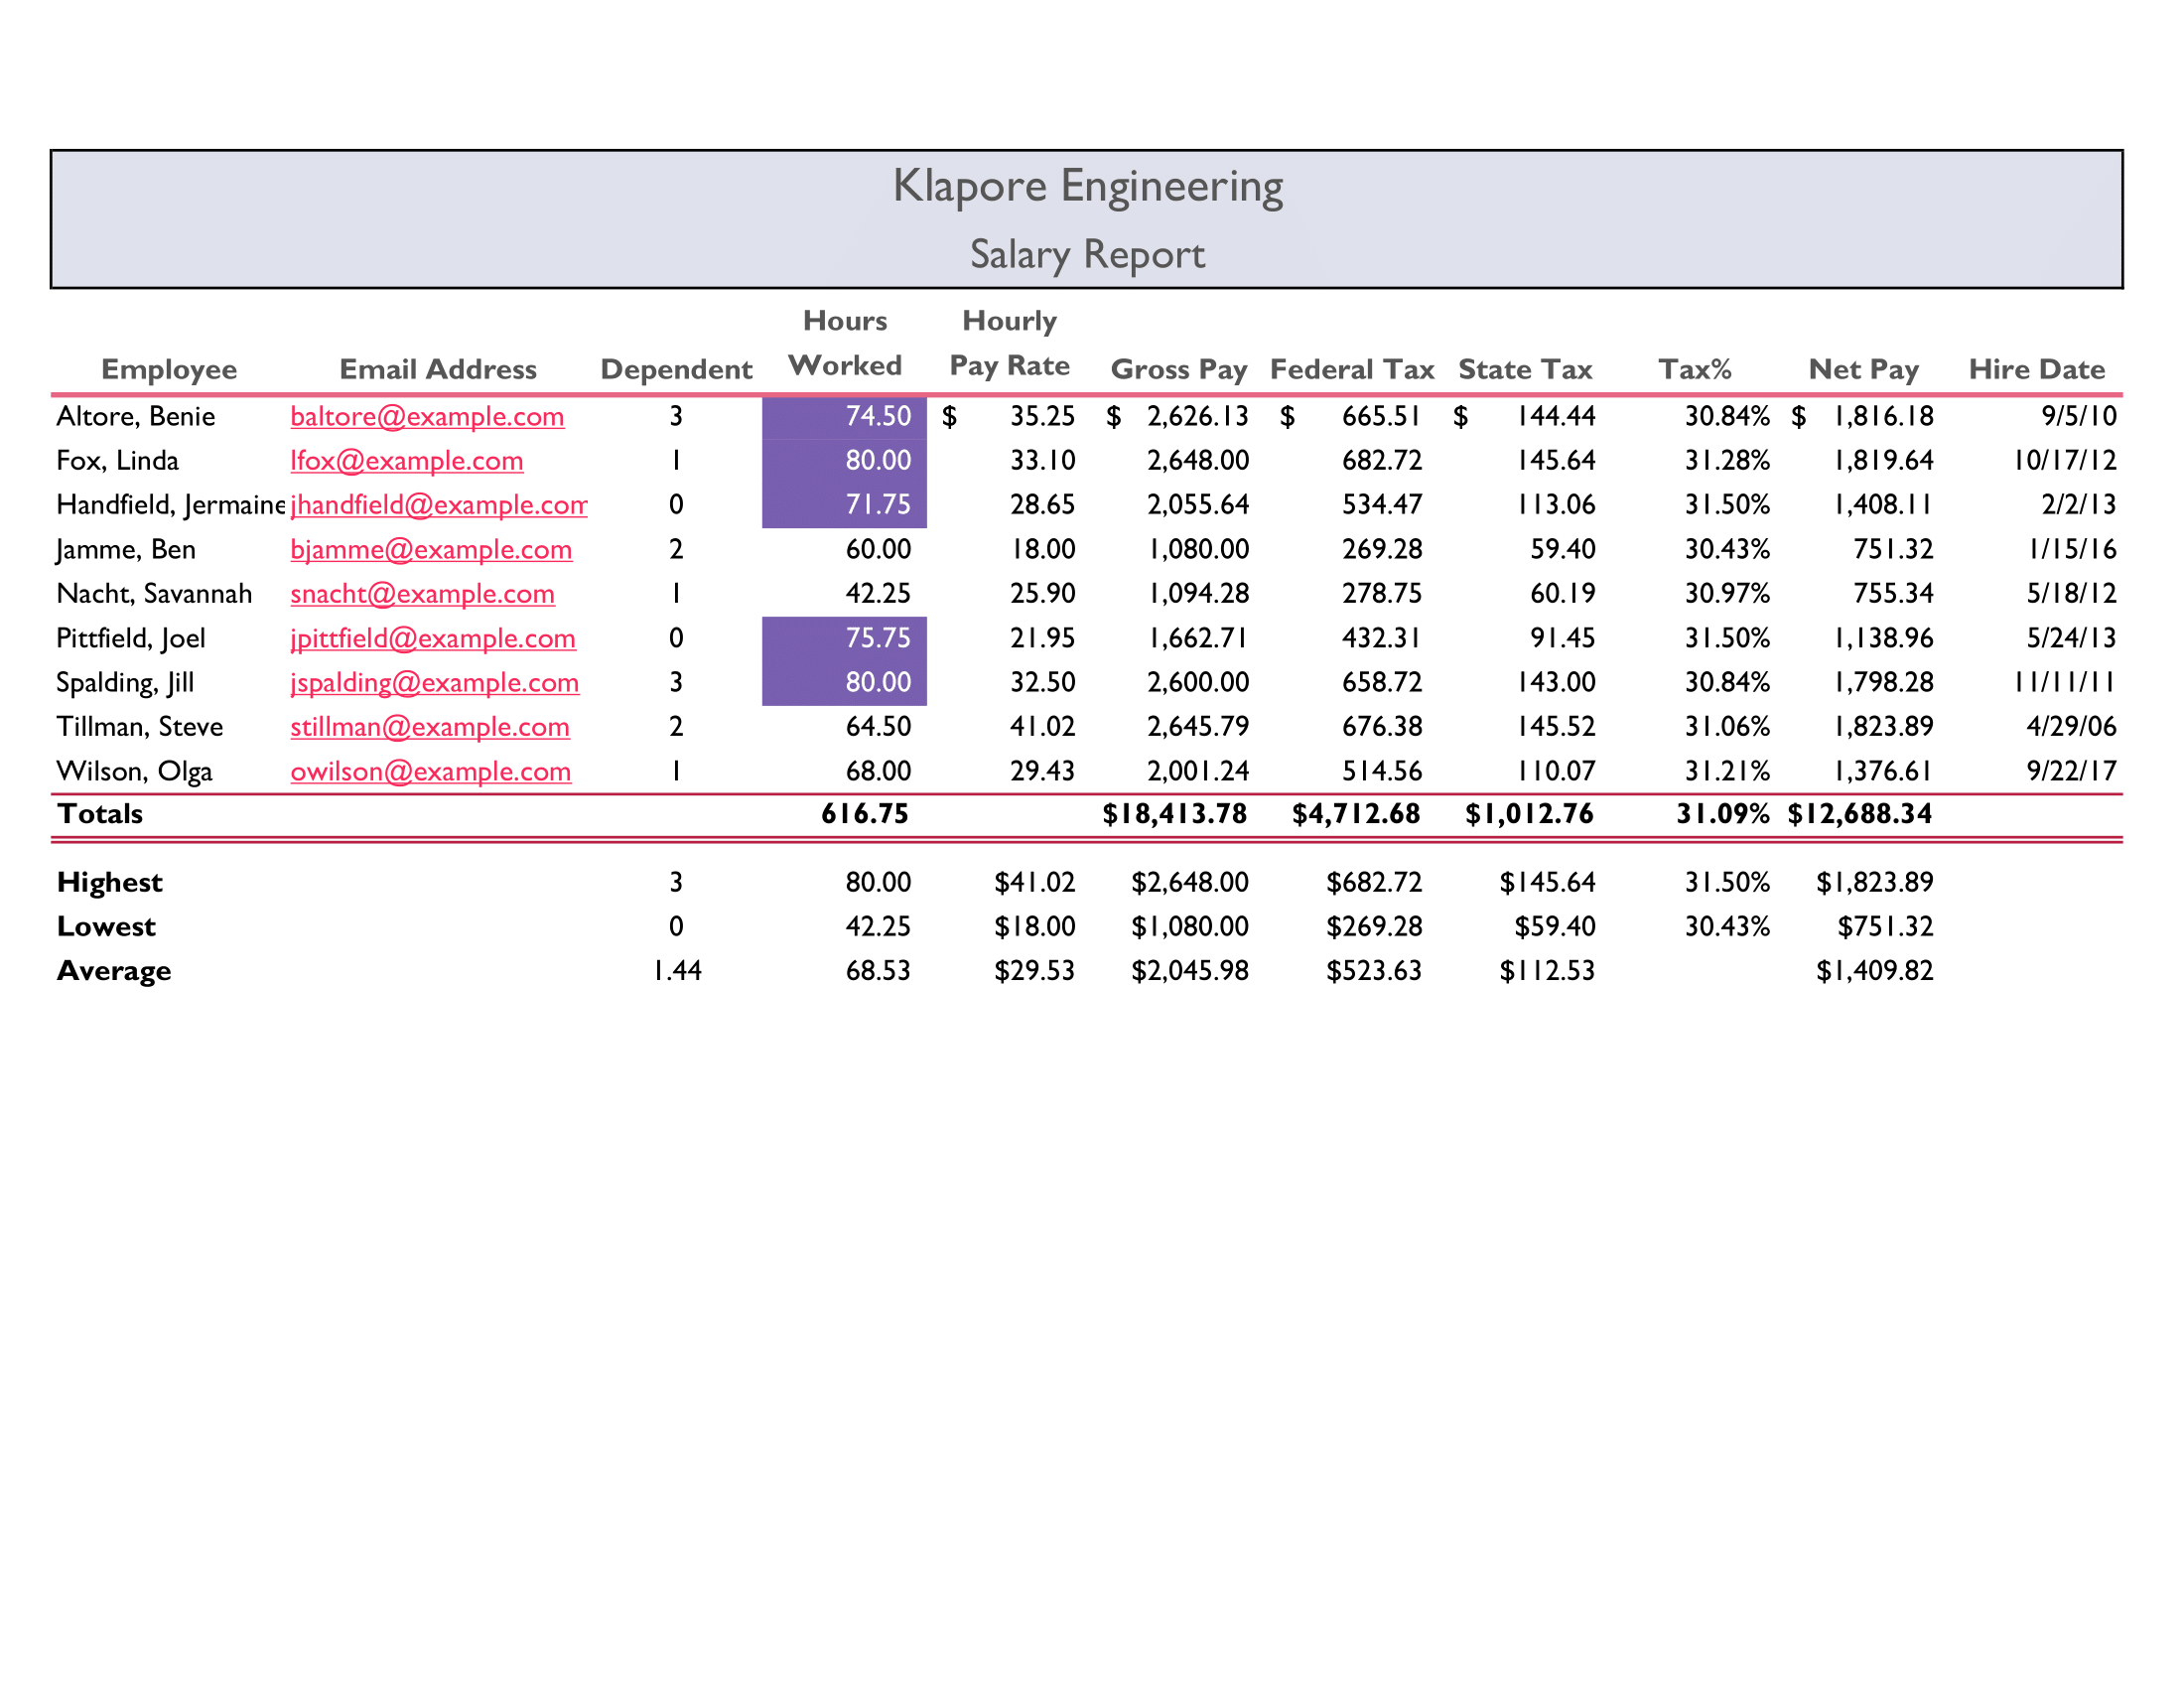 Klapore Engineering
Salary Report
Employee Email Address Dependent Hours Worked Hourly Pay Rate Gross Pay Federal Tax State Tax Tax% Net Pay Hire Date
Altore, Benie baltore@example.com 3 74.50 $ 35.25 $ 2,626.13 $ 665.51 $ 144.44 30.84% $ 1,816.18 9/5/10
Fox, Linda lfox@example.com 1 80.00 33.10 2,648.00 682.72 145.64 31.28% 1,819.64 10/17/12
Handfield, Jermaine jhandfield@example.com 0 71.75 28.65 2,055.64 534.47 113.06 31.50% 1,408.11 2/2/13
Jamme, Ben bjamme@example.com 2 60.00 18.00 1,080.00 269.28 59.40 30.43% 751.32 1/15/16
Nacht, Savannah snacht@example.com 1 42.25 25.90 1,094.28 278.75 60.19 30.97% 755.34 5/18/12
Pittfield, Joel jpittfield@example.com 0 75.75 21.95 1,662.71 432.31 91.45 31.50% 1,138.96 5/24/13
Spalding, Jill jspalding@example.com 3 80.00 32.50 2,600.00 658.72 143.00 30.84% 1,798.28 11/11/11
Tillman, Steve stillman@example.com 2 64.50 41.02 2,645.79 676.38 145.52 31.06% 1,823.89 4/29/06
Wilson, Olga owilson@example.com 1 68.00 29.43 2,001.24 514.56 110.07 31.21% 1,376.61 9/22/17
Totals 616.75 $18,413.78 $4,712.68 $1,012.76 31.09% $12,688.34
Highest 3 80.00 $41.02 $2,648.00 $682.72 $145.64 31.50% $1,823.89
Lowest 0 42.25 $18.00 $1,080.00 $269.28 $59.40 30.43% $751.32
Average 1.44 68.53 $29.53 $2,045.98 $523.63 $112.53 $1,409.82